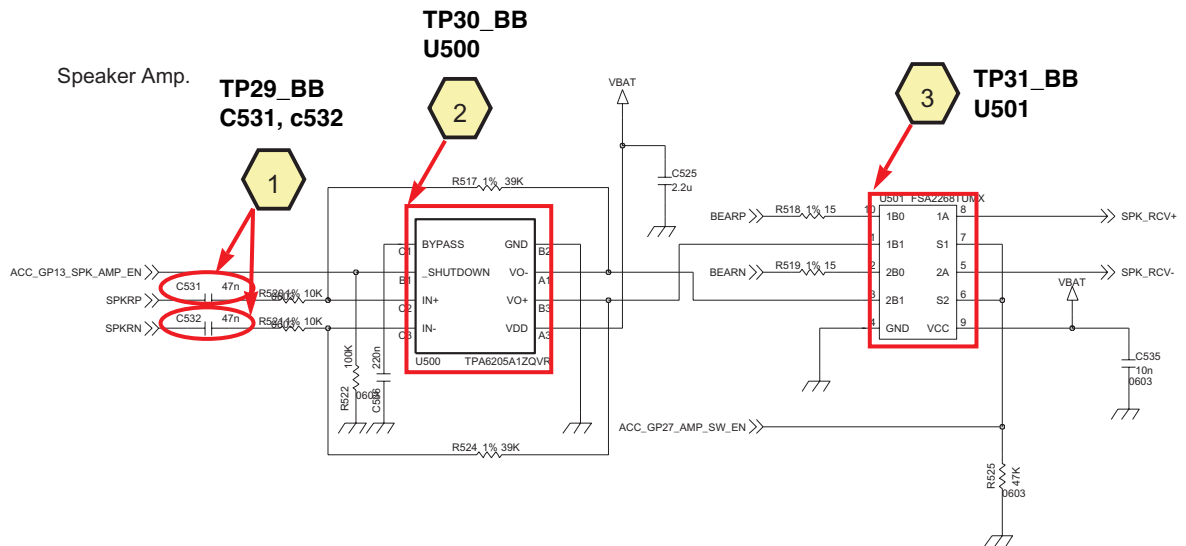 Speaker Amp.
TP29_BB
C531, c532
1
TP30_BB
U500
2
TP31_BB
U501
3
VBAT
C525
2.2u
R517 1% 39K
ACC_GP13_SPK_AMP_EN
C531 47n
SPKRP
R520 1% 10K
C532 47n
SPKRN
R521 1% 10K
C1 BYPASS GND B2
B1 _SHUTDOWN VO- A1
C2 IN+ VO+ B3
C3 IN- VDD A3
U500 TPA6205A1ZQVR
R522 100K
220n
R524 1% 39K
BEARP R518 1% 15
BEARN R519 1% 15
U501 FSA2268TUMX
10 1B0 1A 8
1 1B1 S1 7
2 2B0 2A 5
3 2B1 S2 6
4 GND VCC 9
SPK_RCV+
SPK_RCV-
VBAT
C535
10n
0603
ACC_GP27_AMP_SW_EN
R525 47K
0603